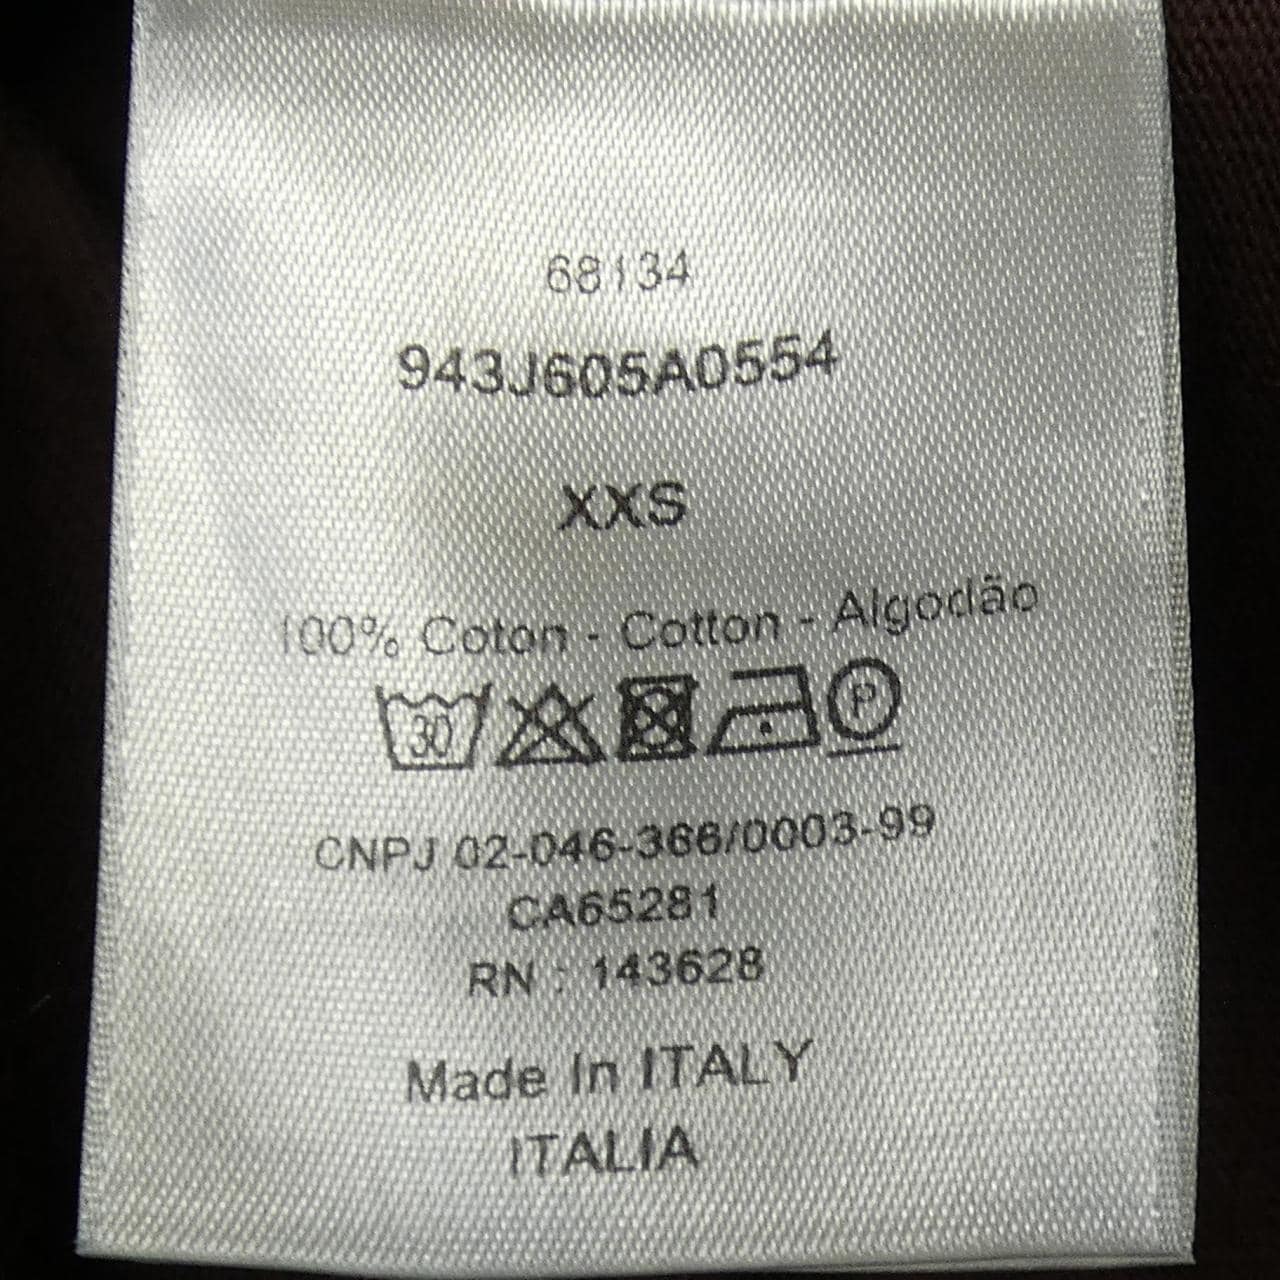 68134
943J605A0554
XXS
100% Coton - Cotton - Algodão
30 P
CNPJ 02-046-366/0003-99
CA65281
RN : 143628
Made In ITALY
ITALIA